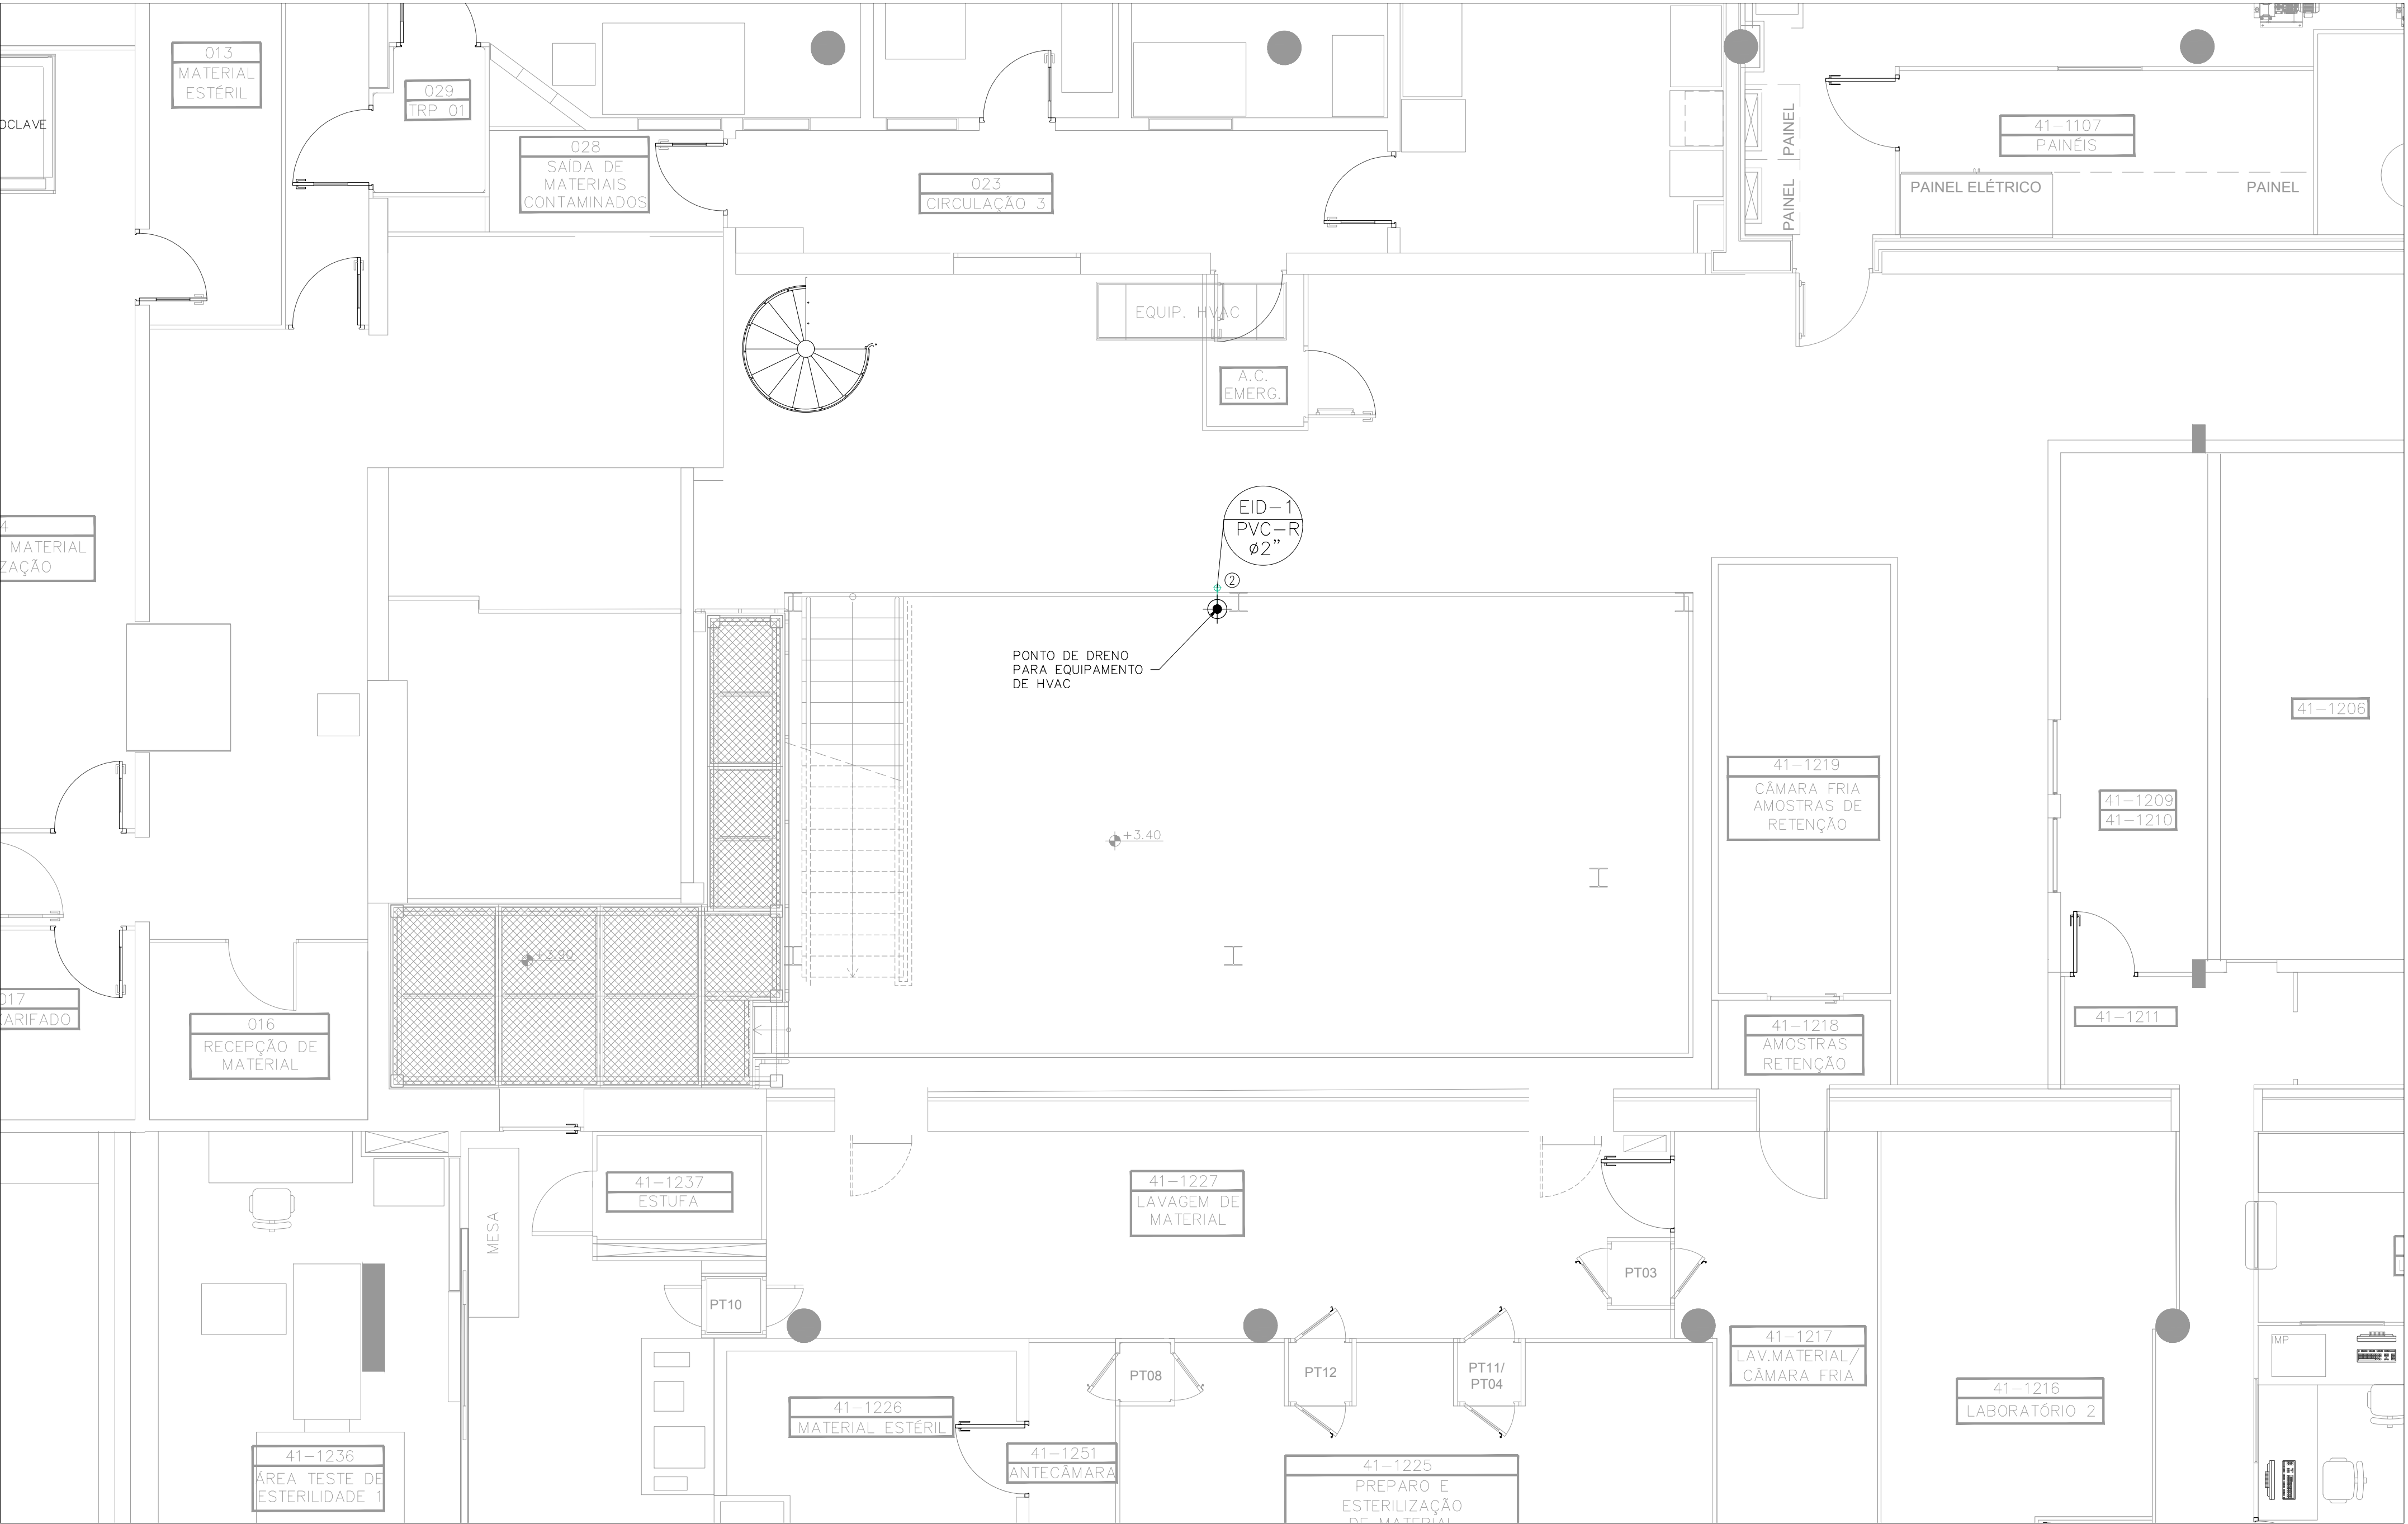 013
MATERIAL
ESTÉRIL
029
TRP 01
028
SAÍDA DE
MATERIAIS
CONTAMINADOS
023
CIRCULAÇÃO 3
PAINEL
PAINEL
41-1107
PAINÉIS
PAINEL ELÉTRICO
PAINEL
OCLAVE
EQUIP. HVAC
A.C.
EMERG.
4
MATERIAL
ZAÇÃO
EID-1
PVC-R
ø2"
2
PONTO DE DRENO
PARA EQUIPAMENTO
DE HVAC
+3.40
+3.90
41-1219
CÂMARA FRIA
AMOSTRAS DE
RETENÇÃO
41-1206
41-1209
41-1210
41-1211
41-1218
AMOSTRAS
RETENÇÃO
017
ARIFADO
016
RECEPÇÃO DE
MATERIAL
41-1237
ESTUFA
MESA
41-1227
LAVAGEM DE
MATERIAL
PT10
PT03
PT08
PT12
PT11/
PT04
41-1217
LAV.MATERIAL/
CÂMARA FRIA
41-1216
LABORATÓRIO 2
IMP
41-1226
MATERIAL ESTÉRIL
41-1251
ANTECÂMARA
41-1236
ÁREA TESTE DE
ESTERILIDADE 1
41-1225
PREPARO E
ESTERILIZAÇÃO
DE MATERIAL